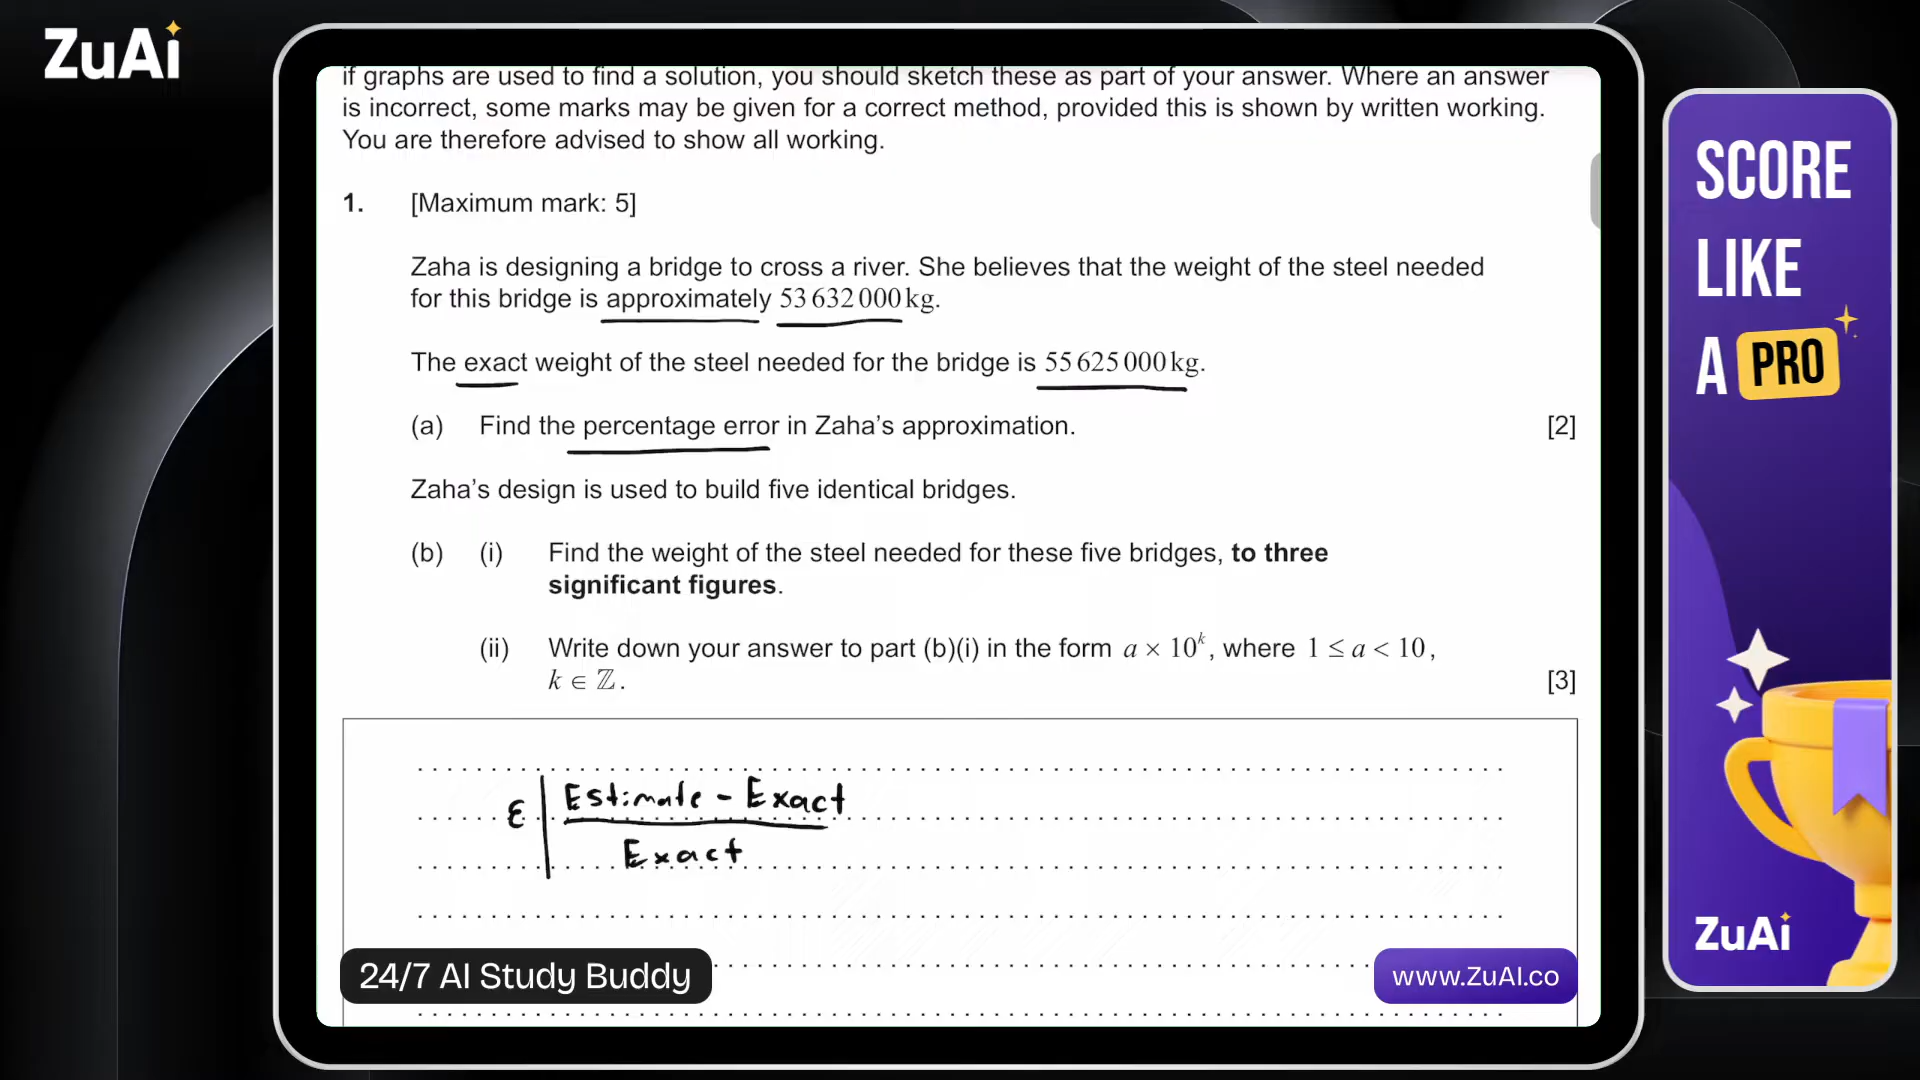 ZuAi
if graphs are used to find a solution, you should sketch these as part of your answer. Where an answer
is incorrect, some marks may be given for a correct method, provided this is shown by written working.
You are therefore advised to show all working.
1. [Maximum mark: 5]
Zaha is designing a bridge to cross a river. She believes that the weight of the steel needed
for this bridge is approximately 53 632 000 kg.
The exact weight of the steel needed for the bridge is 55 625 000 kg.
(a) Find the percentage error in Zaha’s approximation. [2]
Zaha’s design is used to build five identical bridges.
(b) (i) Find the weight of the steel needed for these five bridges, to three
significant figures.
(ii) Write down your answer to part (b)(i) in the form a × 10^k, where 1 ≤ a < 10,
k ∈ ℤ. [3]
Estimate - Exact
ε
Exact
24/7 AI Study Buddy
www.ZuAI.co
SCORE
LIKE
A PRO
ZuAi